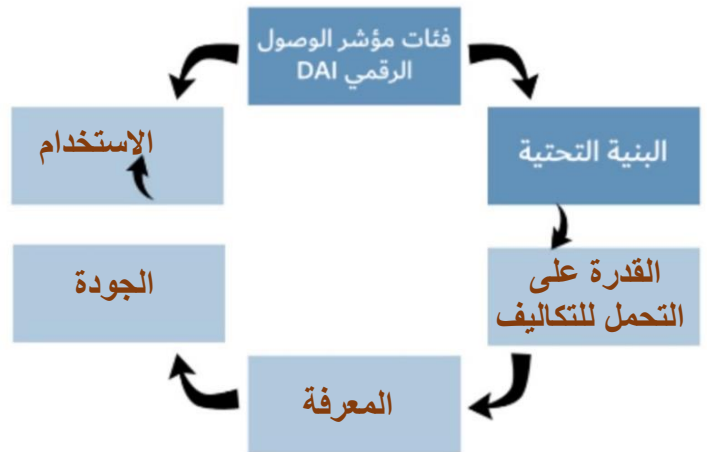 فئات مؤشر الوصول
الرقمي DAI
البنية التحتية
القدرة على
التحمل للتكاليف
المعرفة
الجودة
الاستخدام